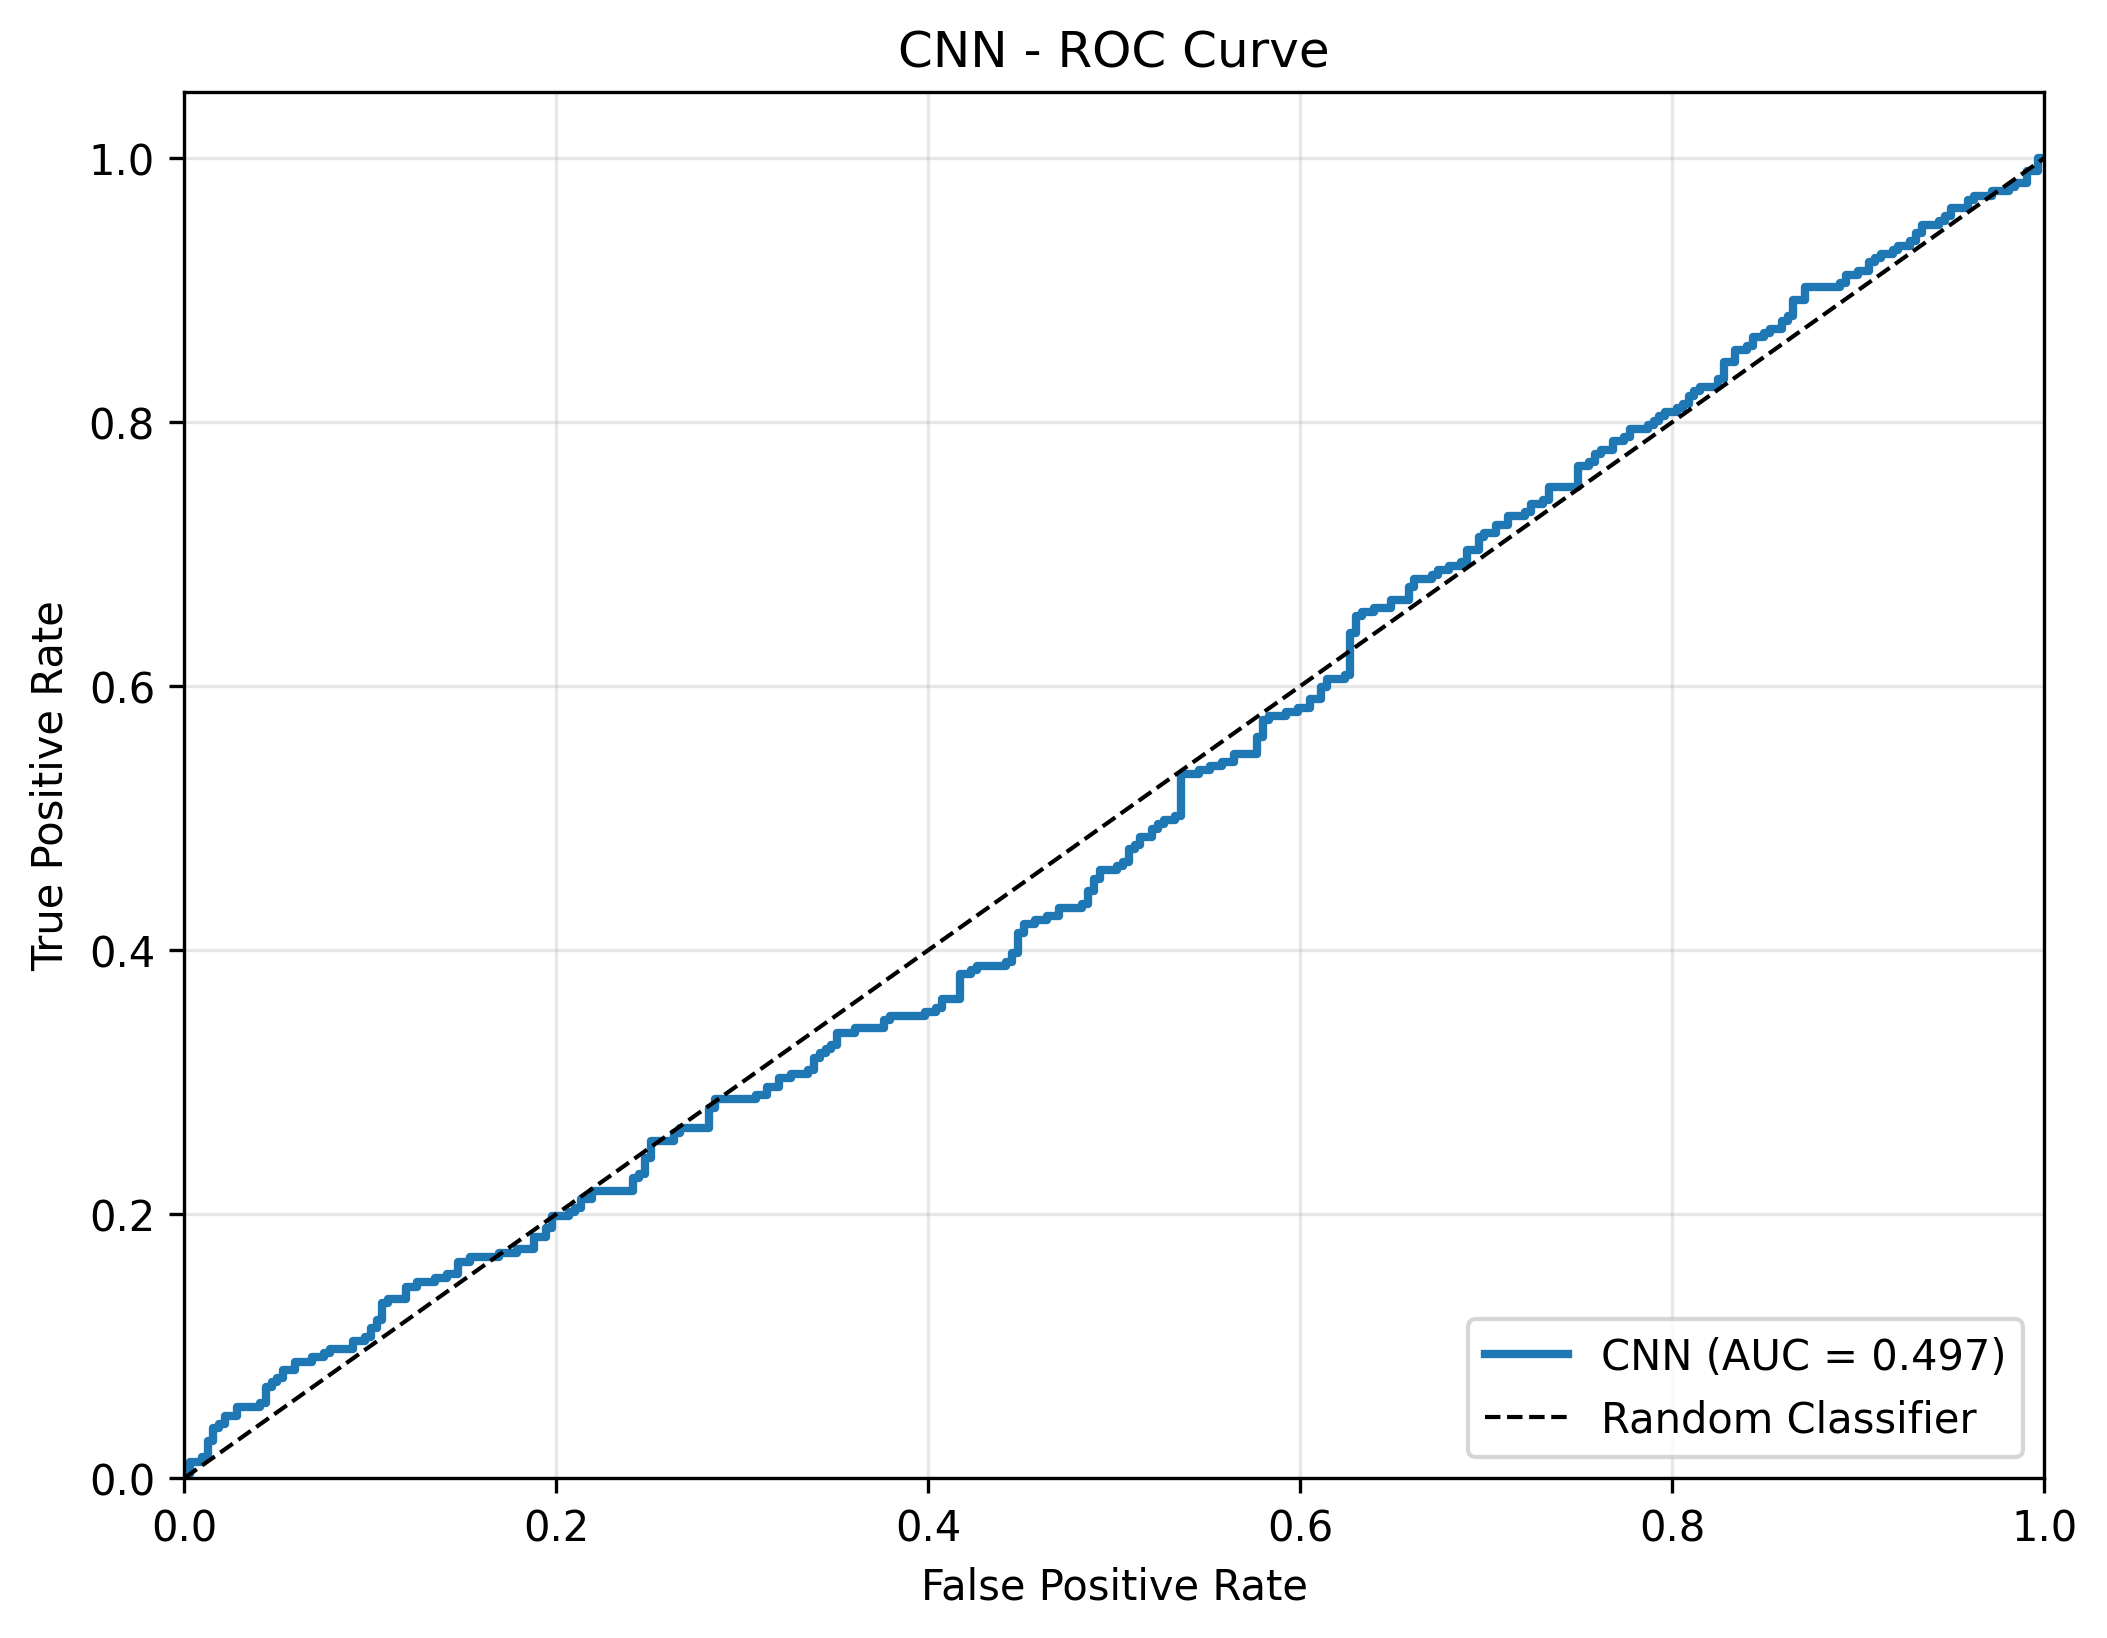 CNN - ROC Curve
1.0
0.8
0.6
0.4
0.2
0.0
True Positive Rate
0.0 0.2 0.4 0.6 0.8 1.0
False Positive Rate
CNN (AUC = 0.497)
Random Classifier